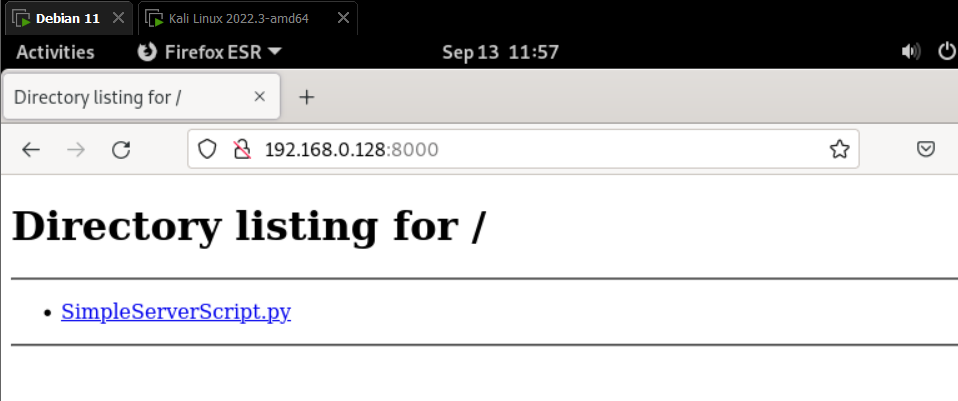 Debian 11 Kali Linux 2022.3-amd64
Activities Firefox ESR Sep 13 11:57
Directory listing for /
192.168.0.128:8000
Directory listing for /
SimpleServerScript.py